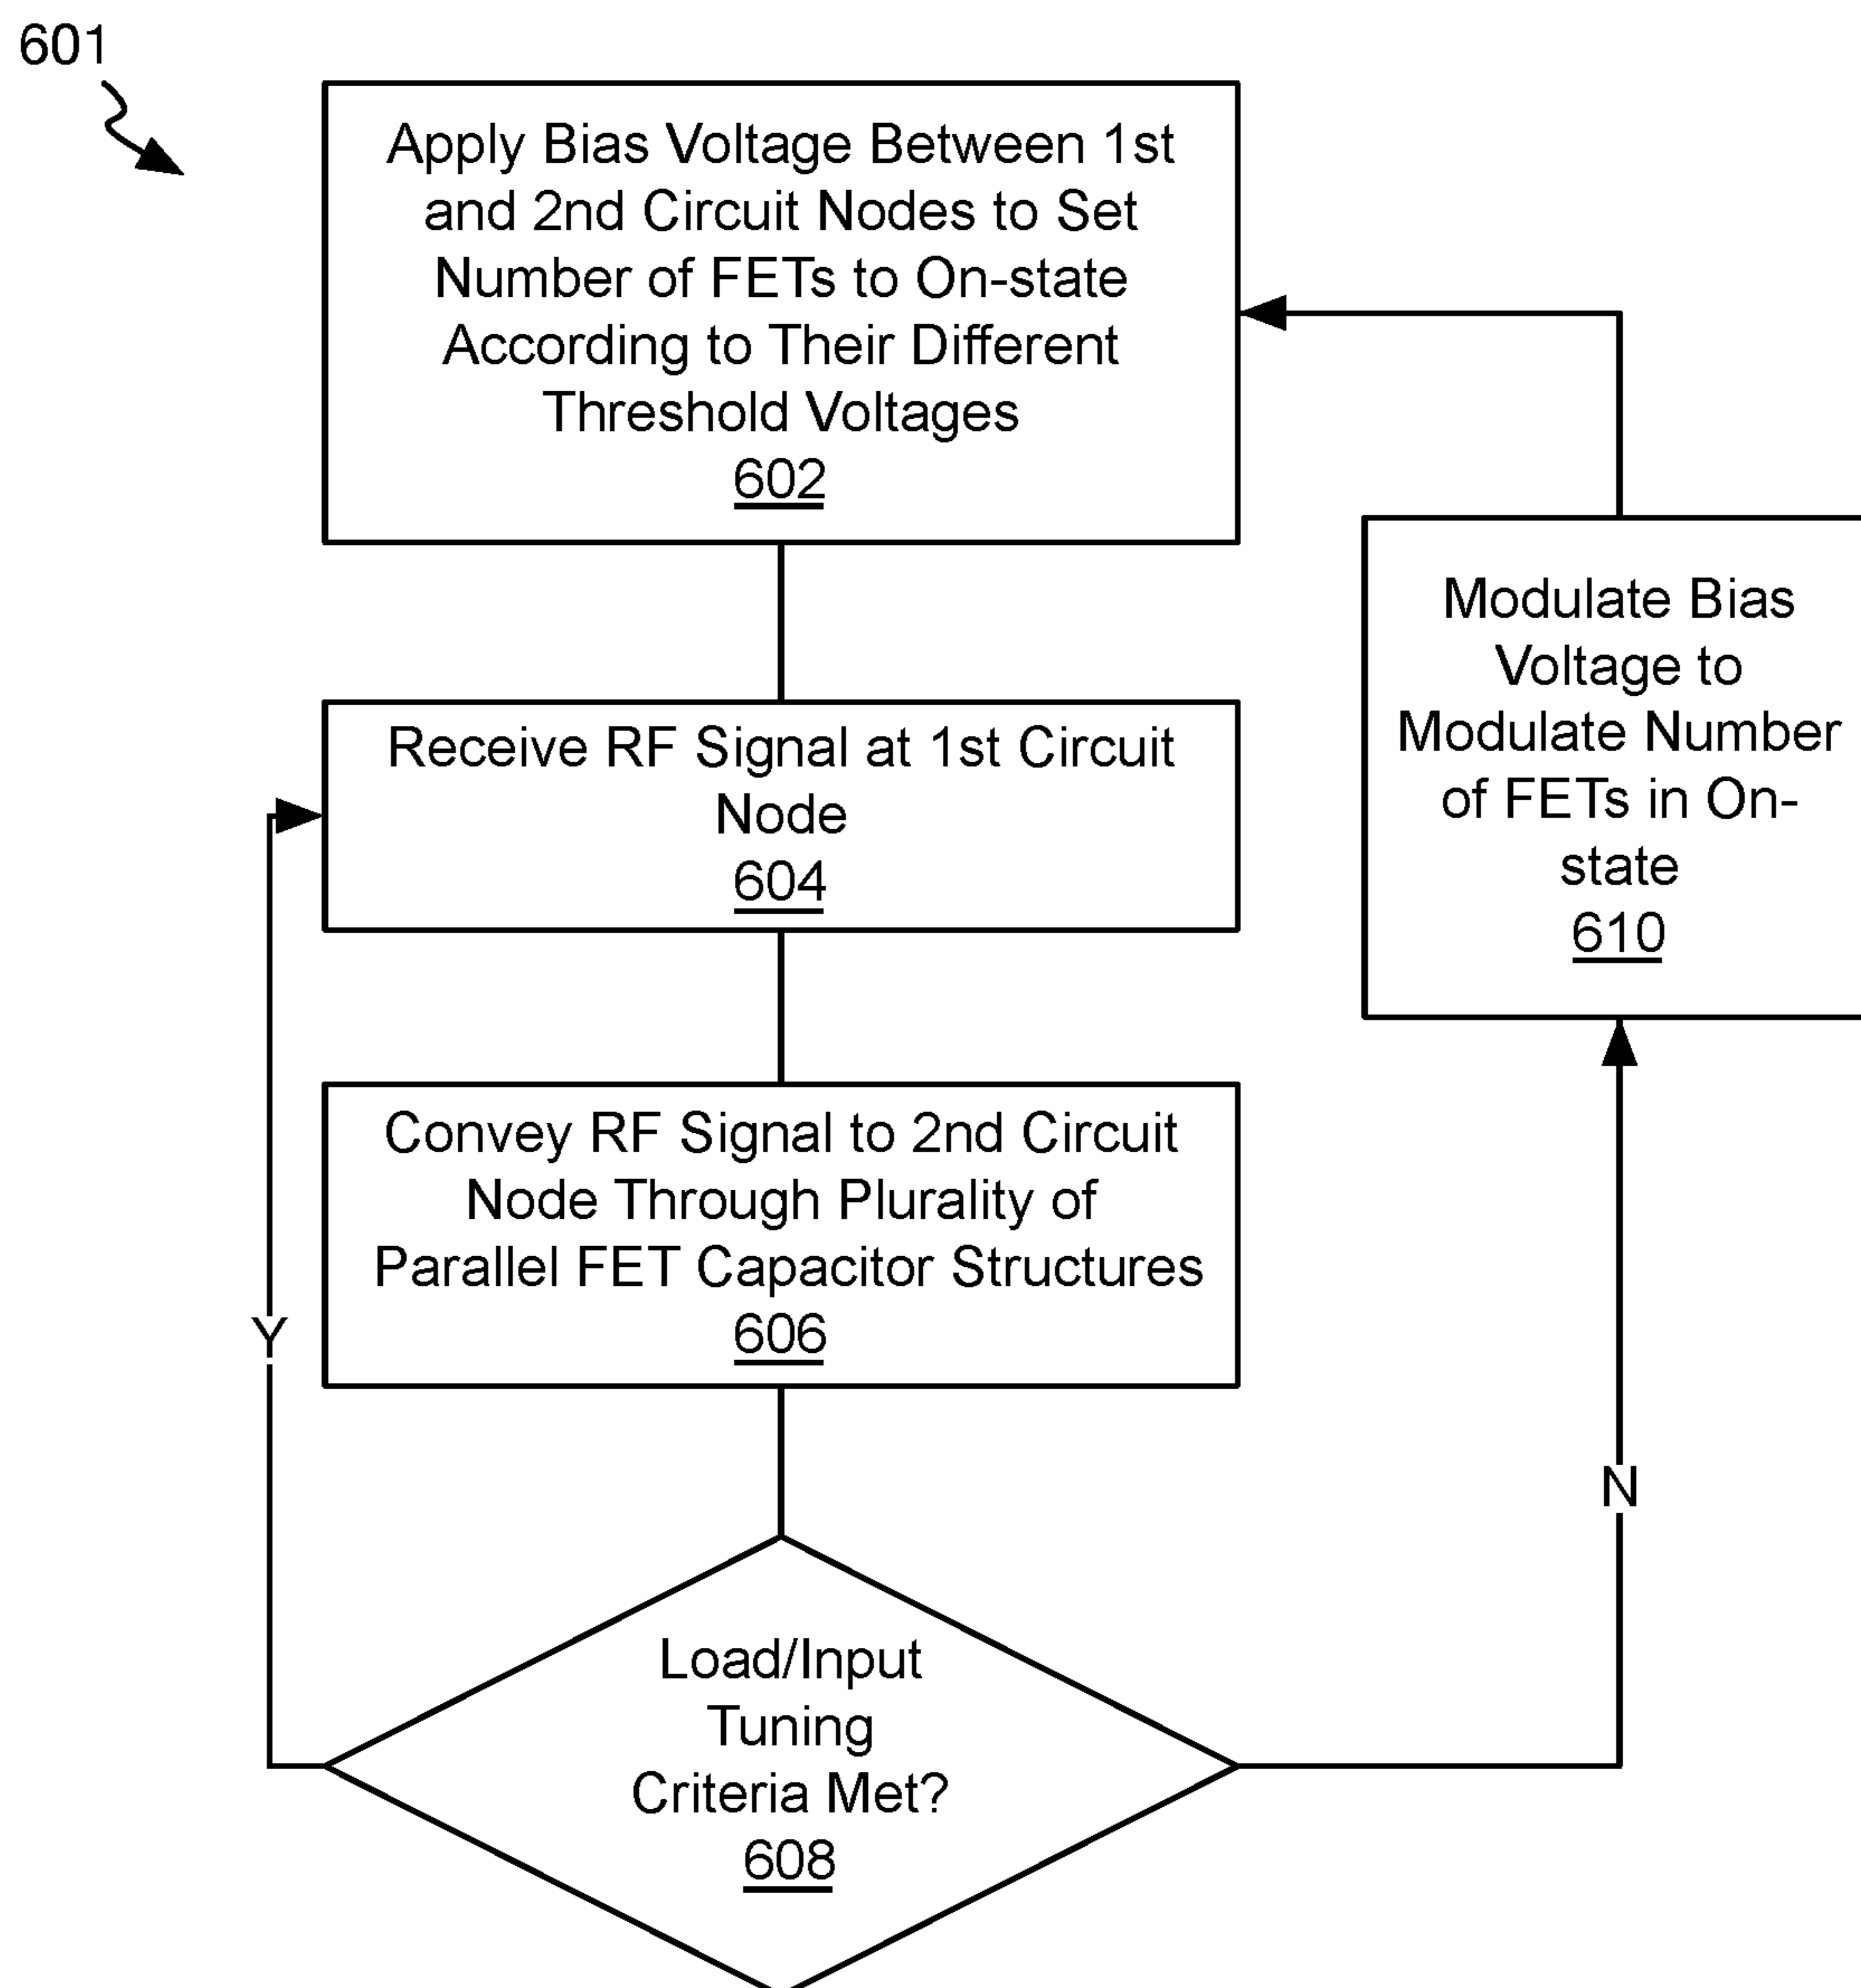 601
Apply Bias Voltage Between 1st
and 2nd Circuit Nodes to Set
Number of FETs to On-state
According to Their Different
Threshold Voltages
602
Receive RF Signal at 1st Circuit
Node
604
Convey RF Signal to 2nd Circuit
Node Through Plurality of
Parallel FET Capacitor Structures
606
Load/Input
Tuning
Criteria Met?
608
Y
N
Modulate Bias
Voltage to
Modulate Number
of FETs in On-
state
610